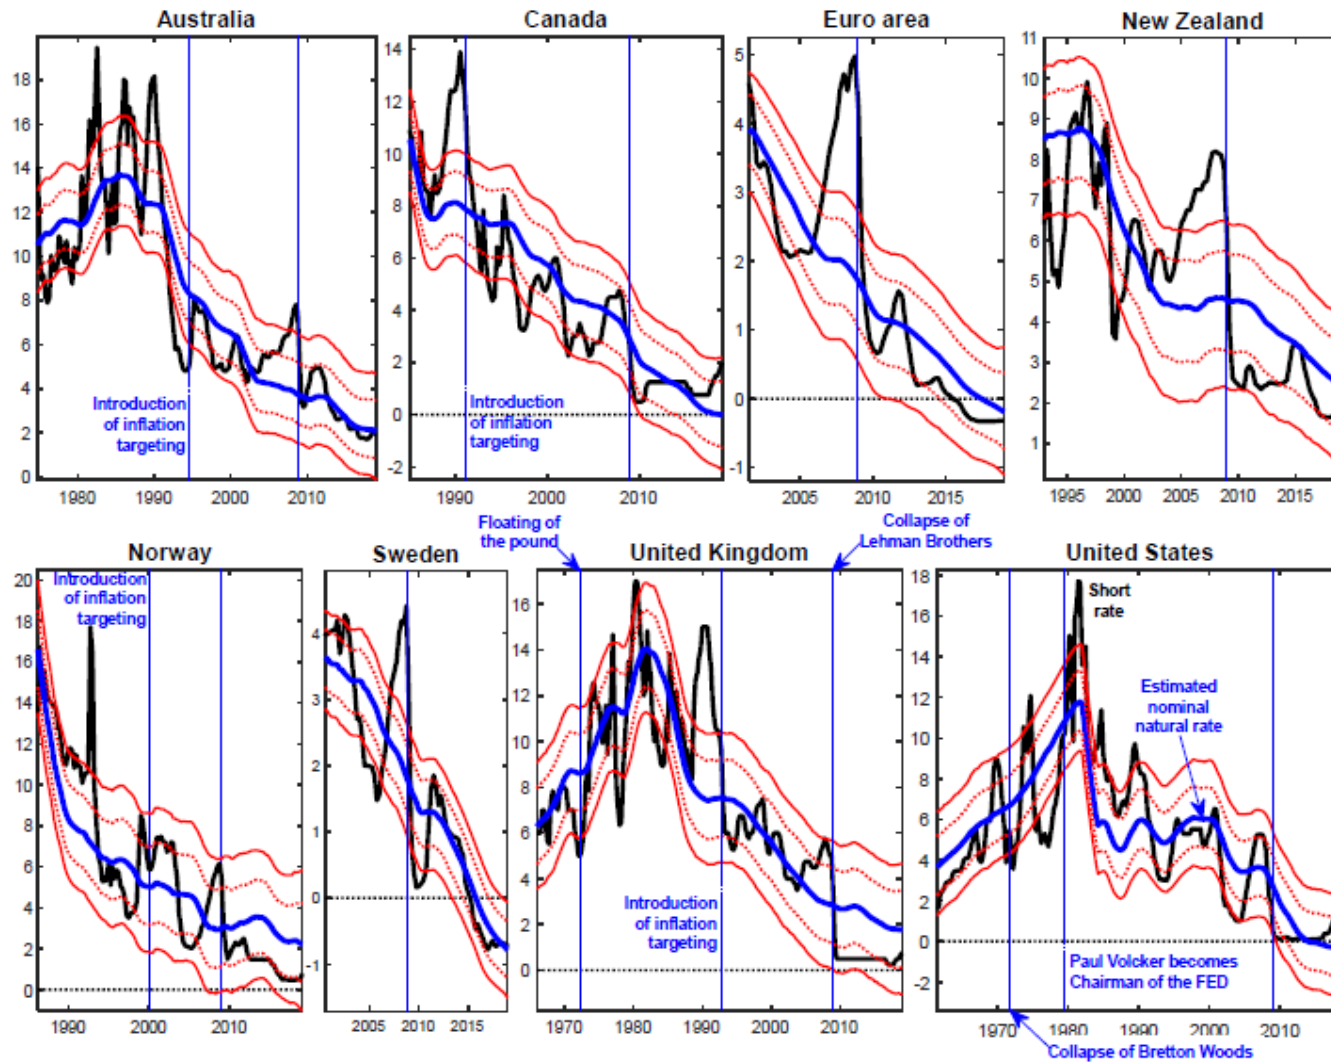 Australia
Canada
Euro area
New Zealand
18
16
14
12
10
8
6
4
2
0
1980 1990 2000 2010
Introduction
of inflation
targeting
14
12
10
8
6
4
2
0
-2
1990 2000 2010
Introduction
of inflation
targeting
5
4
3
2
1
0
-1
2005 2010 2015
11
10
9
8
7
6
5
4
3
2
1
1995 2000 2005 2010 2015
Floating of
the pound
Collapse of
Lehman Brothers
Norway
Sweden
United Kingdom
United States
20
18
16
14
12
10
8
6
4
2
0
1990 2000 2010
Introduction
of inflation
targeting
4
3
2
1
0
-1
2005 2010 2015
16
14
12
10
8
6
4
2
0
1970 1980 1990 2000 2010
Introduction
of inflation
targeting
18
16
14
12
10
8
6
4
2
0
-2
1970 1980 1990 2000 2010
Short
rate
Estimated
nominal
natural rate
Paul Volcker becomes
Chairman of the FED
Collapse of Bretton Woods